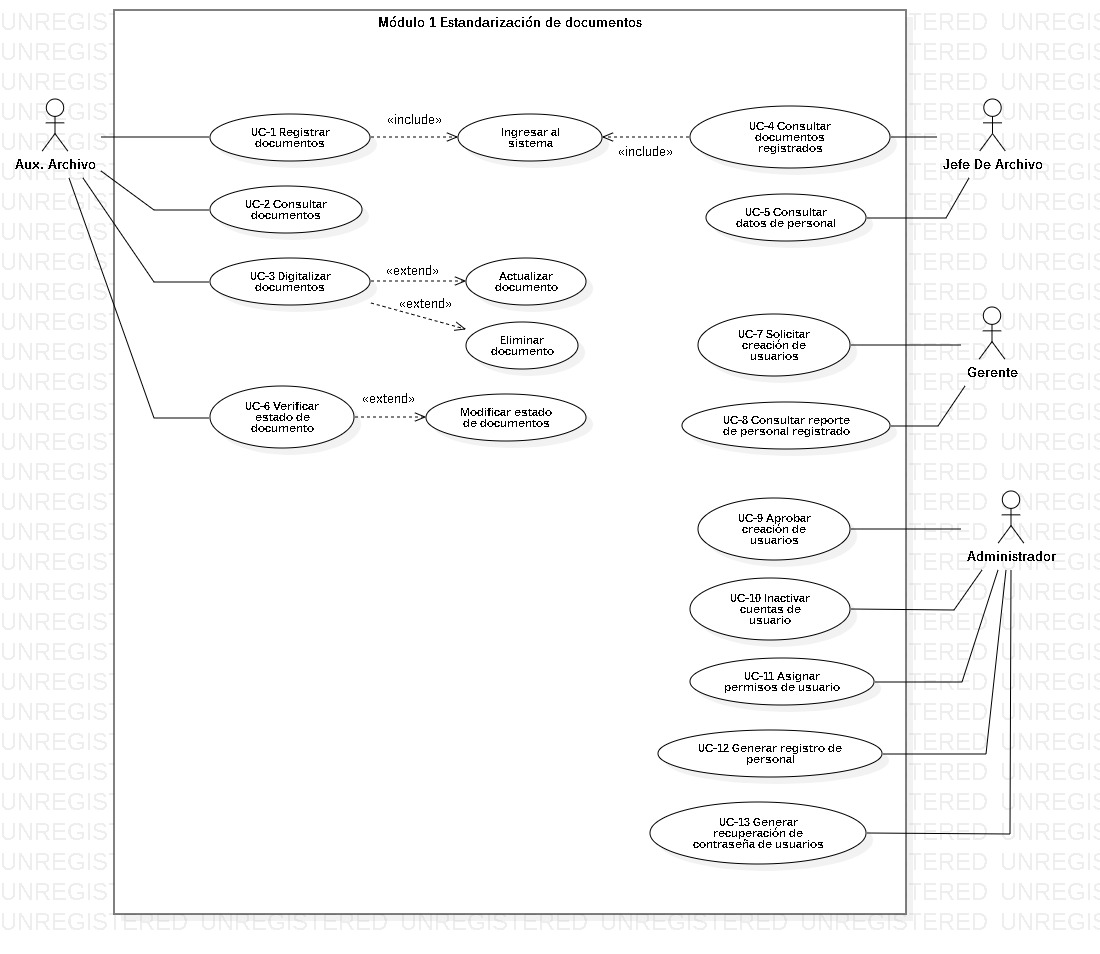 Módulo 1 Estandarización de documentos
Aux. Archivo
UC-1 Registrar
documentos
«include»
Ingresar al
sistema
«include»
UC-4 Consultar
documentos
registrados
Jefe De Archivo
UC-2 Consultar
documentos
UC-5 Consultar
datos de personal
UC-3 Digitalizar
documentos
«extend»
Actualizar
documento
«extend»
Eliminar
documento
UC-7 Solicitar
creación de
usuarios
Gerente
UC-6 Verificar
estado de
documento
«extend»
Modificar estado
de documentos
UC-8 Consultar reporte
de personal registrado
UC-9 Aprobar
creación de
usuarios
Administrador
UC-10 Inactivar
cuentas de
usuario
UC-11 Asignar
permisos de usuario
UC-12 Generar registro de
personal
UC-13 Generar
recuperación de
contraseña de usuarios
UNREGISTERED UNREGISTERED UNREGISTERED UNREGISTERED UNREGISTERED